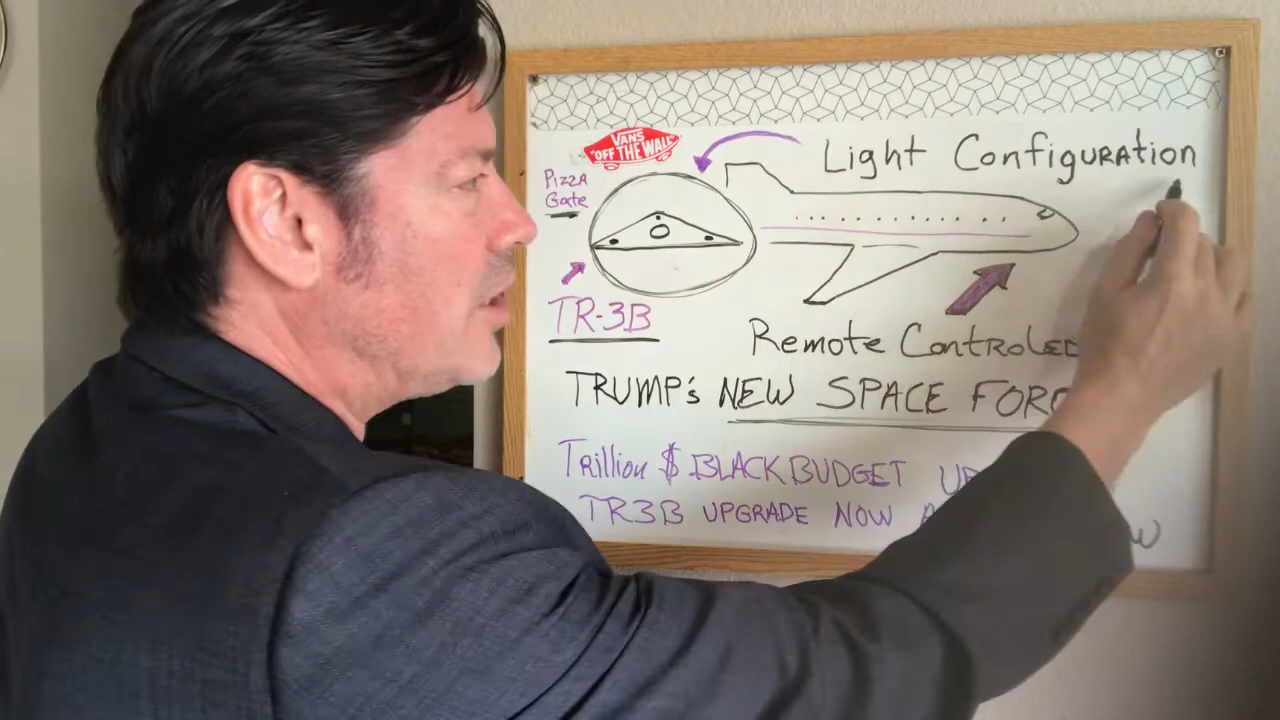 VANS
"OFF THE WALL"
Light Configuration
Pizza
Gate
TR-3B
Remote Controled
TRUMP's NEW SPACE
Trillion $ BLACK BUDGET
TR3B UPGRADE NOW